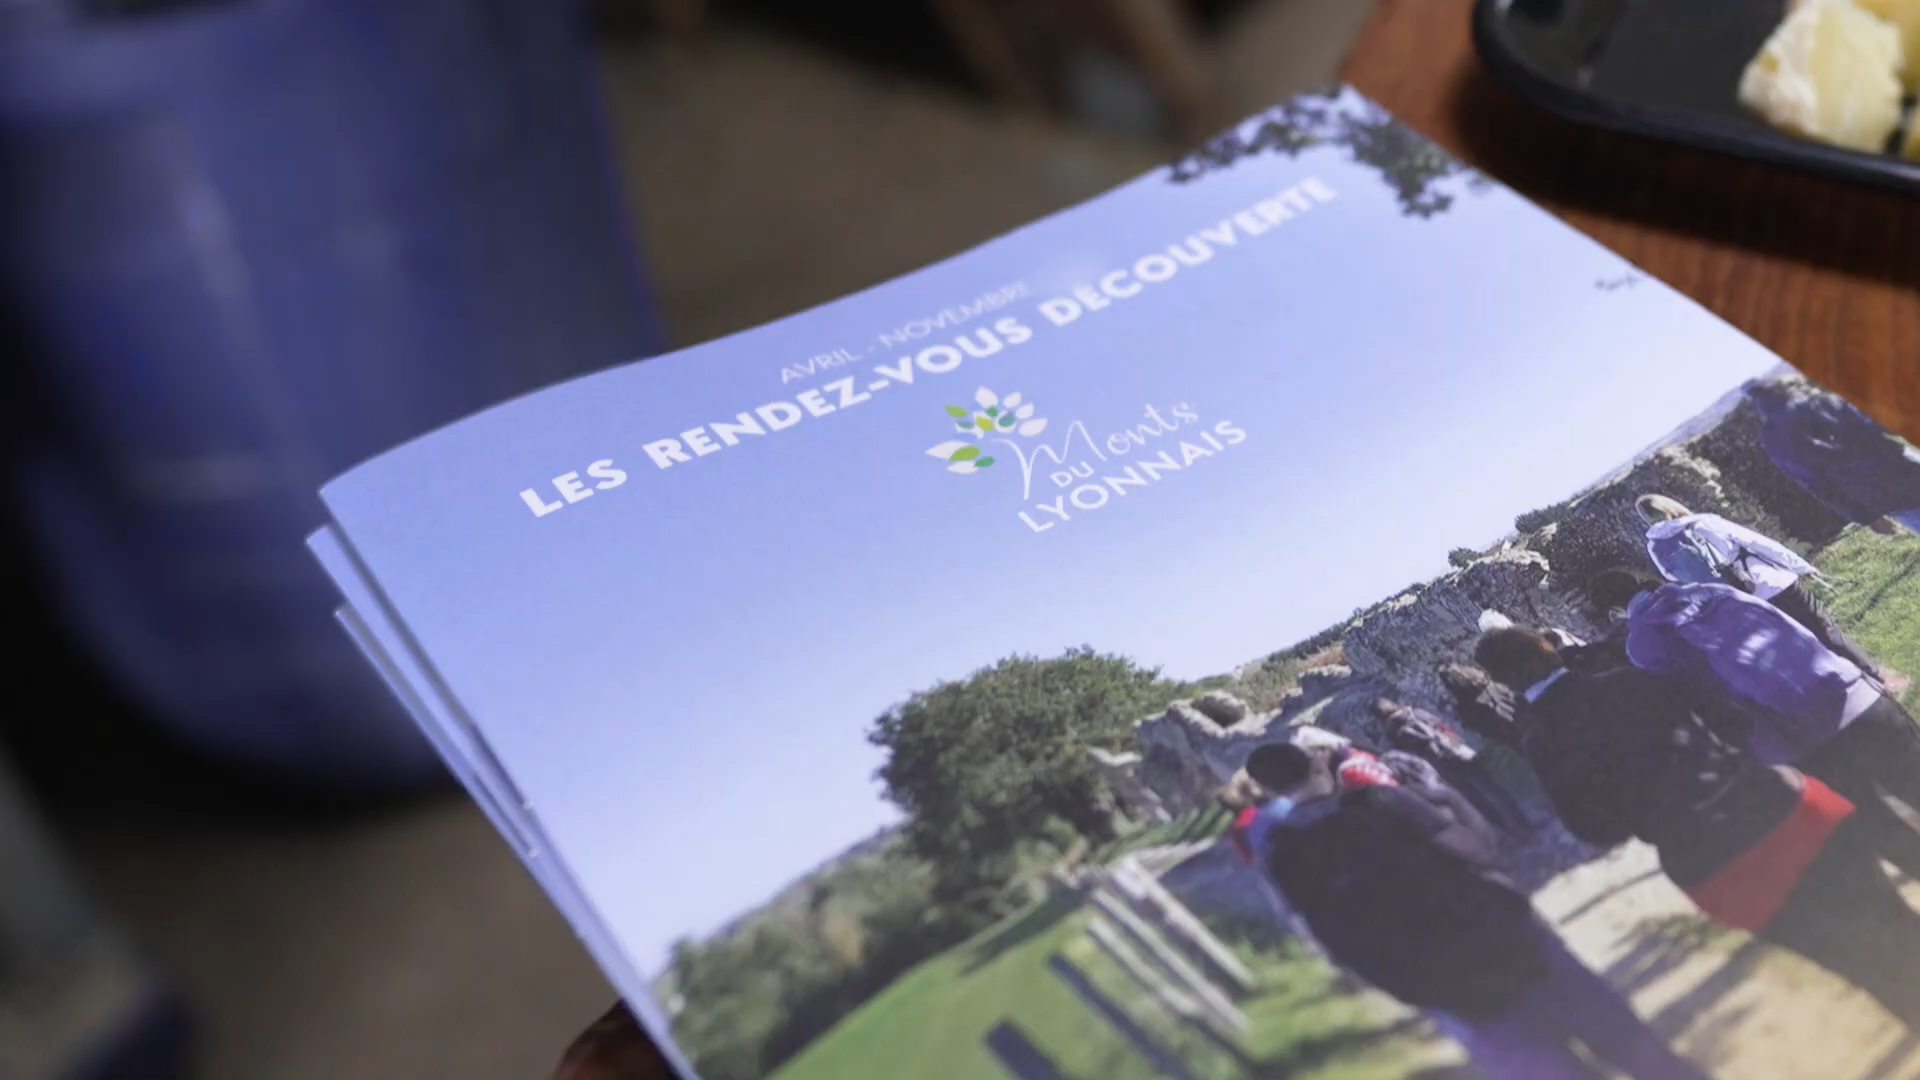 AVRIL - NOVEMBRE
LES RENDEZ-VOUS DÉCOUVERTE
Monts
DU
LYONNAIS